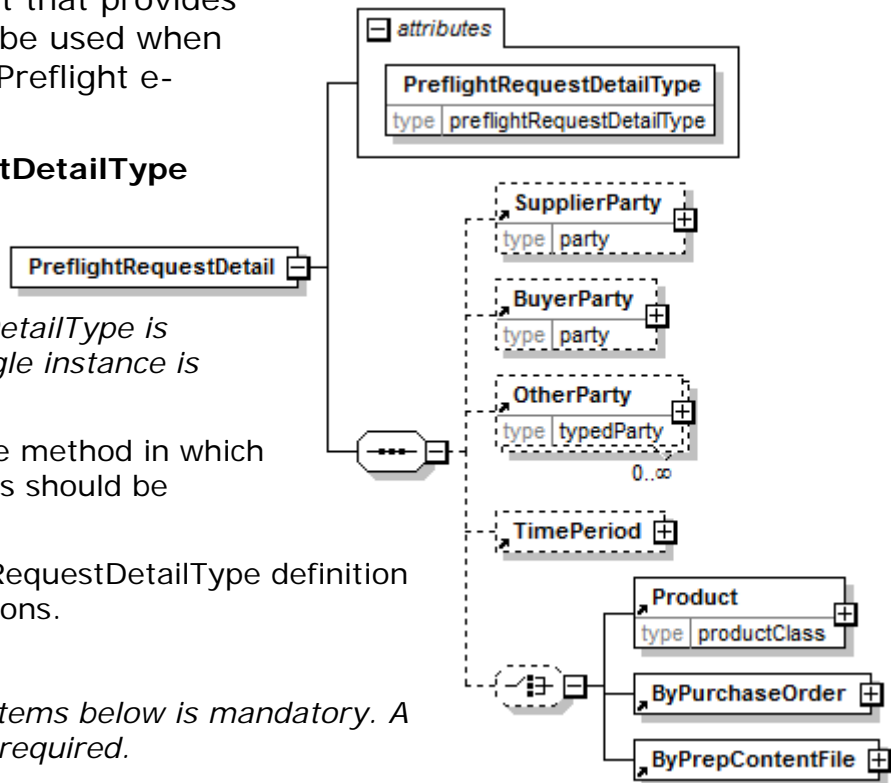 t that provides
be used when
Preflight e-
tDetailType
etailType is
gle instance is
e method in which
s should be
RequestDetailType definition
ons.
tems below is mandatory. A
required.
attributes
PreflightRequestDetailType
type preflightRequestDetailType
PreflightRequestDetail
SupplierParty
type party
BuyerParty
type party
OtherParty
type typedParty
0..∞
TimePeriod
Product
type productClass
ByPurchaseOrder
ByPrepContentFile